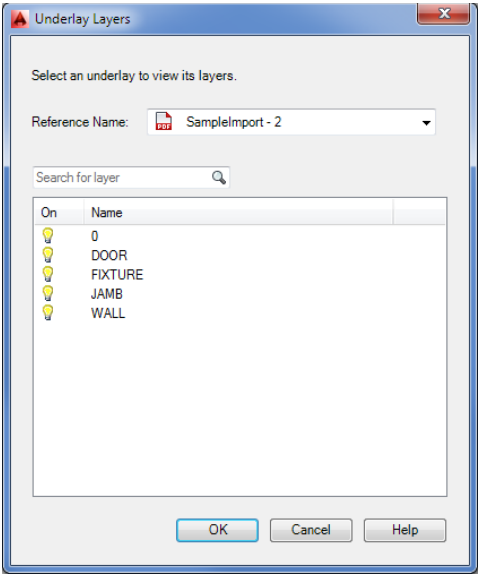 Underlay Layers
Select an underlay to view its layers.
Reference Name: PDF SampleImport - 2
Search for layer
On Name
0
DOOR
FIXTURE
JAMB
WALL
OK Cancel Help